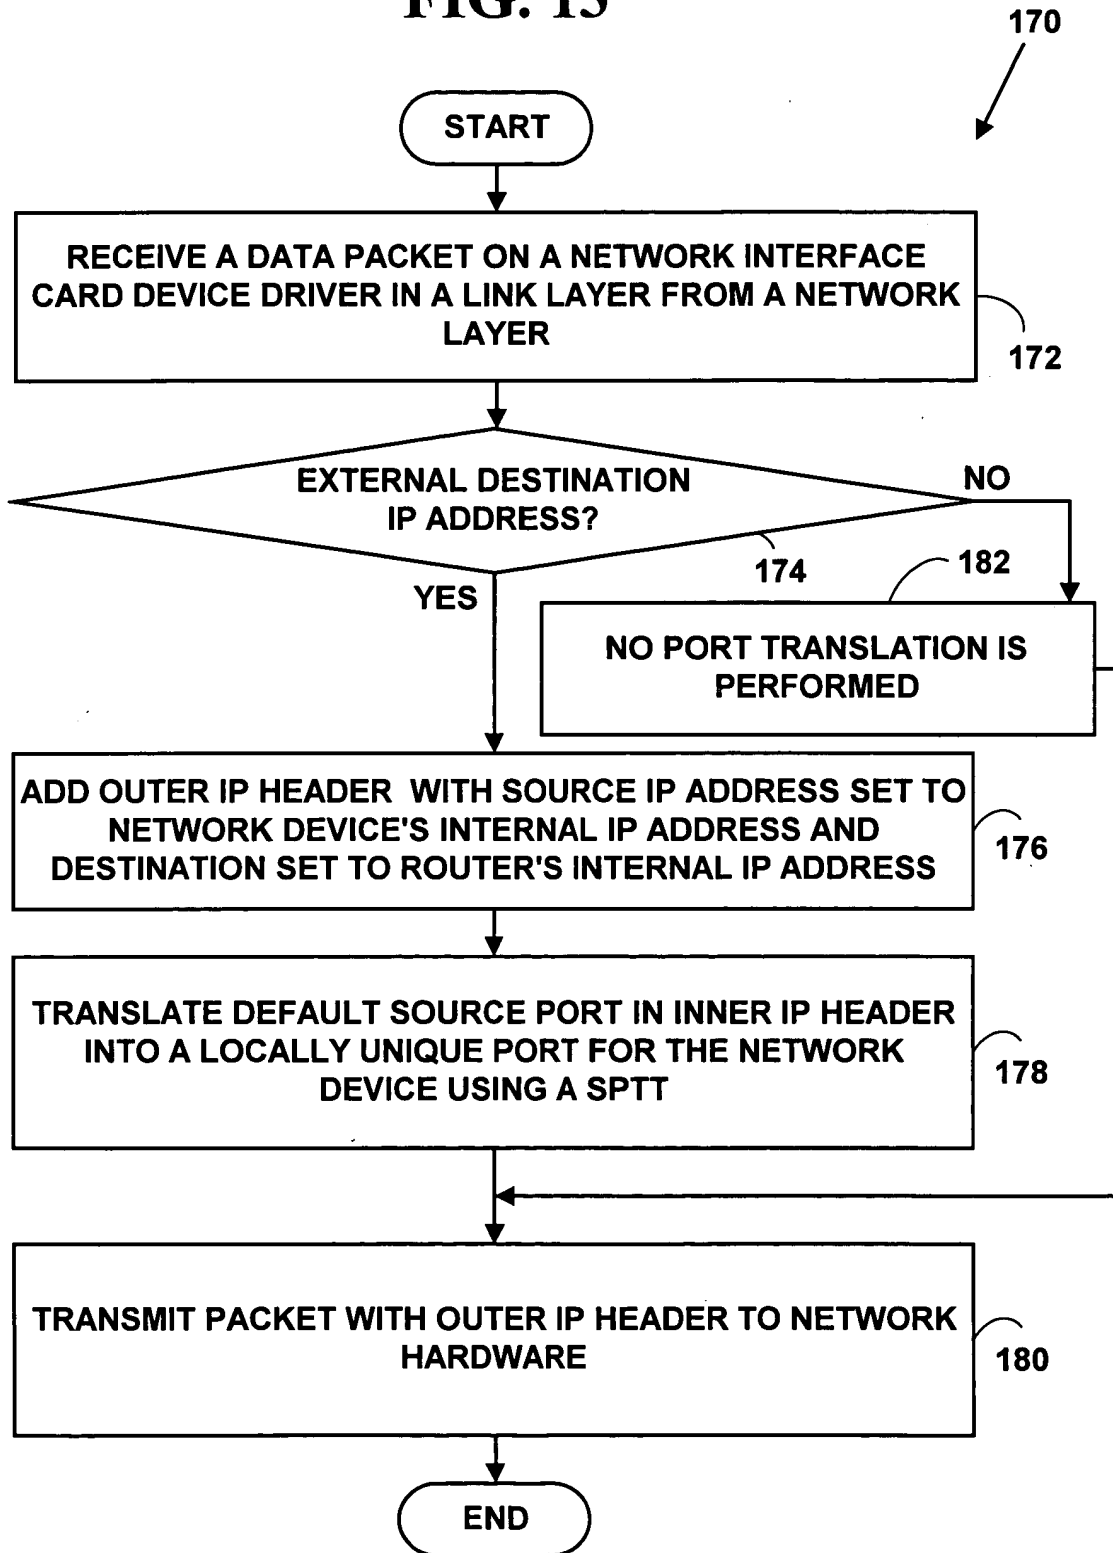 FIG. 13
170
START
RECEIVE A DATA PACKET ON A NETWORK INTERFACE
CARD DEVICE DRIVER IN A LINK LAYER FROM A NETWORK
LAYER
172
EXTERNAL DESTINATION
IP ADDRESS?
NO
174
182
YES
NO PORT TRANSLATION IS
PERFORMED
ADD OUTER IP HEADER WITH SOURCE IP ADDRESS SET TO
NETWORK DEVICE'S INTERNAL IP ADDRESS AND
DESTINATION SET TO ROUTER'S INTERNAL IP ADDRESS
176
TRANSLATE DEFAULT SOURCE PORT IN INNER IP HEADER
INTO A LOCALLY UNIQUE PORT FOR THE NETWORK
DEVICE USING A SPTT
178
TRANSMIT PACKET WITH OUTER IP HEADER TO NETWORK
HARDWARE
180
END